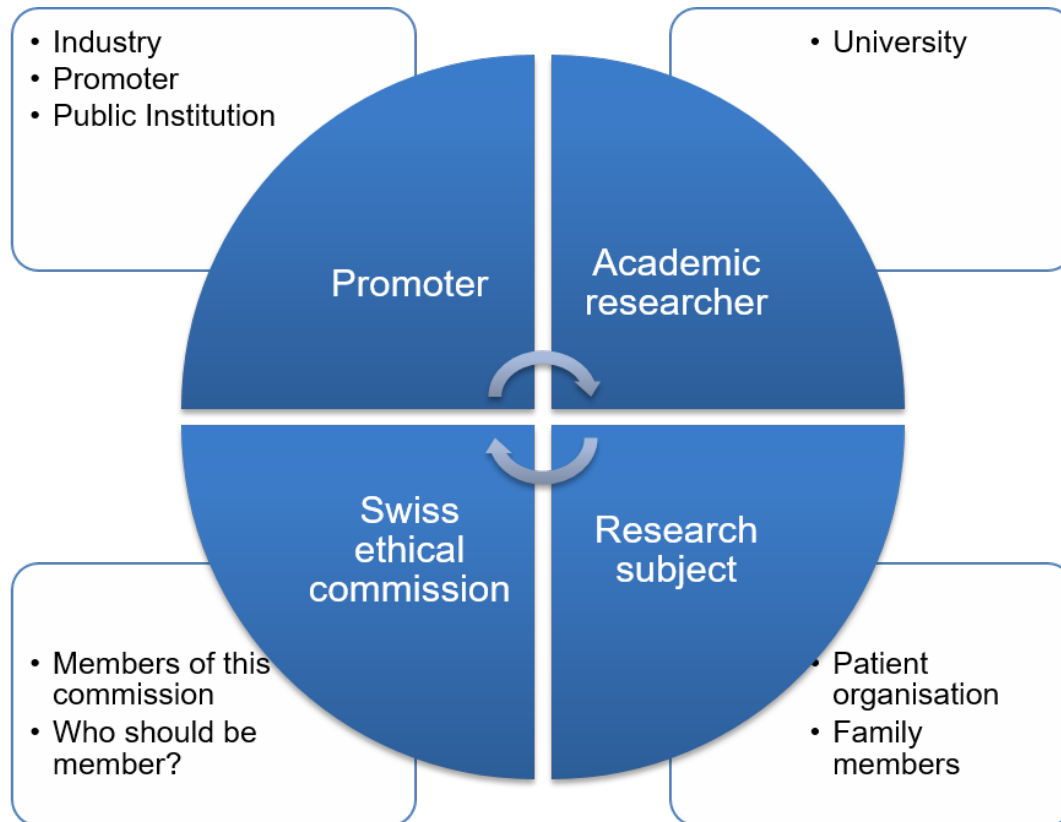 • Industry
• Promoter
• Public Institution
• University
Promoter
Academic
researcher
Swiss
ethical
commission
Research
subject
• Members of this
commission
• Who should be
member?
• Patient
organisation
• Family
members